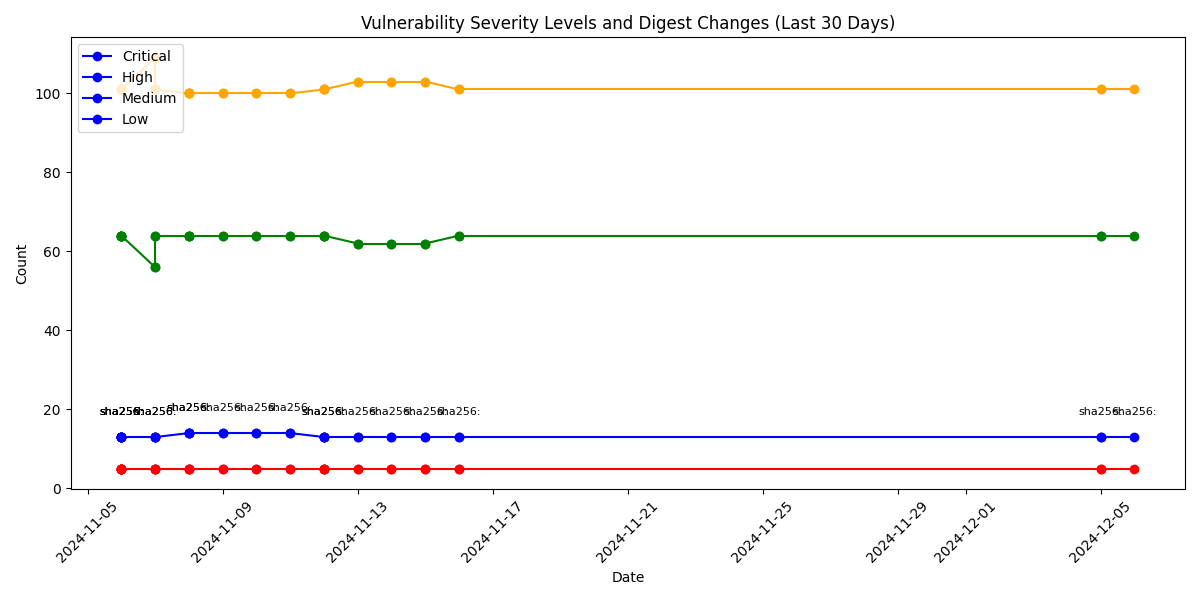 Vulnerability Severity Levels and Digest Changes (Last 30 Days)
Critical
High
Medium
Low
100
80
60
40
20
0
Count
sha256: sha256: sha256: sha256: sha256: sha256: sha256: sha256: sha256: sha256: sha256: sha256: sha256:
2024-11-05
2024-11-09
2024-11-13
2024-11-17
2024-11-21
2024-11-25
2024-11-29
2024-12-01
2024-12-05
Date